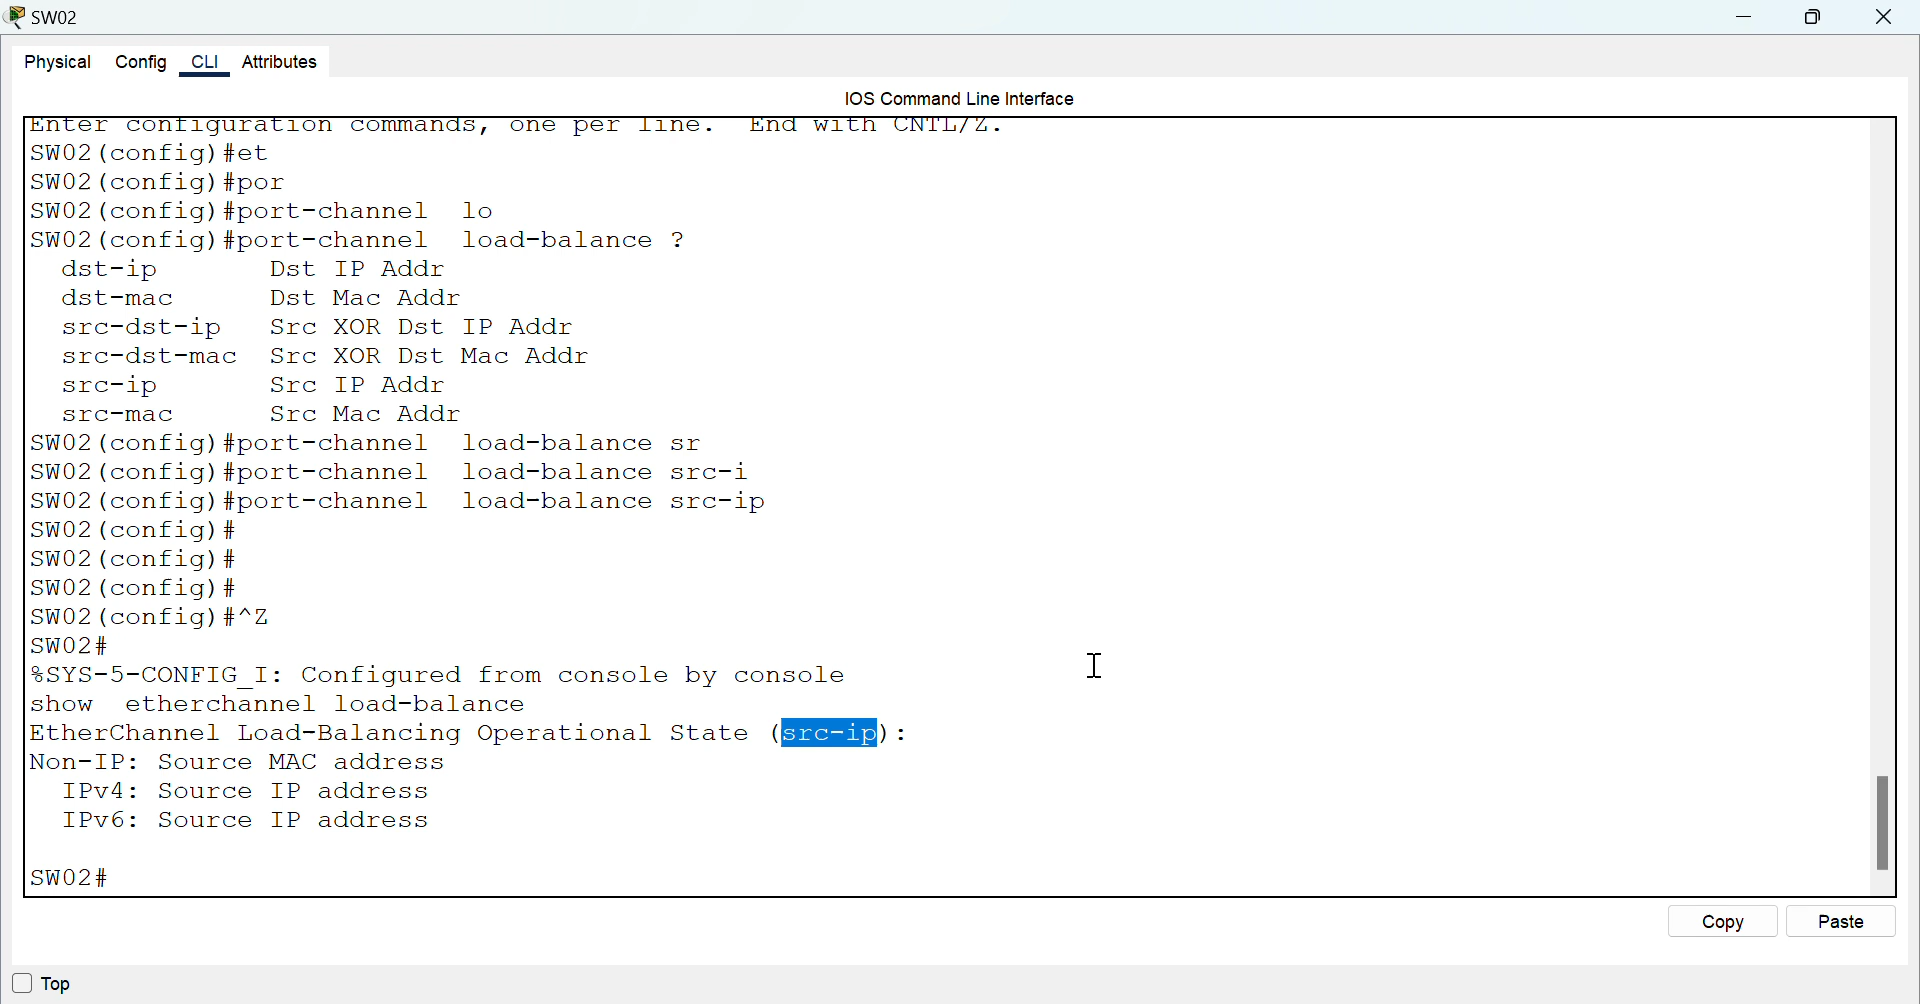 SW02
Physical Config CLI Attributes
IOS Command Line Interface
Enter configuration commands, one per line.  End with CNTL/Z.
SW02(config)#et
SW02(config)#por
SW02(config)#port-channel  lo
SW02(config)#port-channel  load-balance ?
  dst-ip       Dst IP Addr
  dst-mac      Dst Mac Addr
  src-dst-ip   Src XOR Dst IP Addr
  src-dst-mac  Src XOR Dst Mac Addr
  src-ip       Src IP Addr
  src-mac      Src Mac Addr
SW02(config)#port-channel  load-balance sr
SW02(config)#port-channel  load-balance src-i
SW02(config)#port-channel  load-balance src-ip
SW02(config)#
SW02(config)#
SW02(config)#
SW02(config)#^Z
SW02#
%SYS-5-CONFIG_I: Configured from console by console
show  etherchannel load-balance
EtherChannel Load-Balancing Operational State (src-ip):
Non-IP: Source MAC address
  IPv4: Source IP address
  IPv6: Source IP address
SW02#
Copy Paste
Top